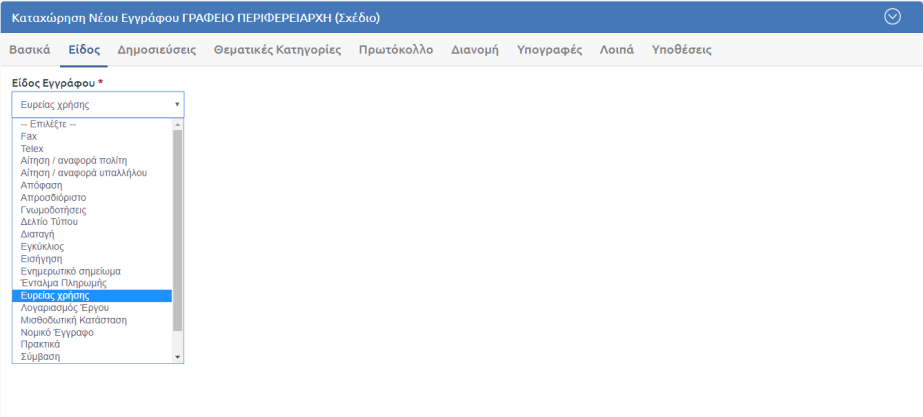 Καταχώρηση Νέου Εγγράφου ΓΡΑΦΕΙΟ ΠΕΡΙΦΕΡΕΙΑΡΧΗ (Σχέδιο)
Βασικά Είδος Δημοσιεύσεις Θεματικές Κατηγορίες Πρωτόκολλο Διανομή Υπογραφές Λοιπά Υποθέσεις
Είδος Εγγράφου *
Ευρείας χρήσης
-- Επιλέξτε --
Fax
Telex
Αίτηση / αναφορά πολίτη
Αίτηση / αναφορά υπαλλήλου
Απόφαση
Απροσδιόριστο
Γνωμοδοτήσεις
Δελτίο Τύπου
Διαταγή
Εγκύκλιος
Εισήγηση
Ενημερωτικό σημείωμα
Ένταλμα Πληρωμής
Ευρείας χρήσης
Λογαριασμός Έργου
Μισθοδοτική Κατάσταση
Νομικό Έγγραφο
Πρακτικά
Σύμβαση